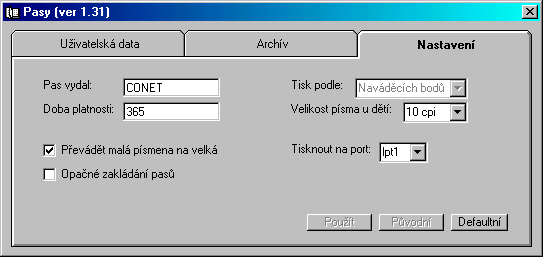 Pasy (ver 1.31)
Uživatelská data
Archív
Nastavení
Pas vydal: CONET
Tisk podle: Naváděcích bodů
Doba platnosti: 365
Velikost písma u dětí: 10 cpi
Převádět malá písmena na velká
Tisknout na port: lpt1
Opačné zakládání pasů
Použít
Původní
Defaultní